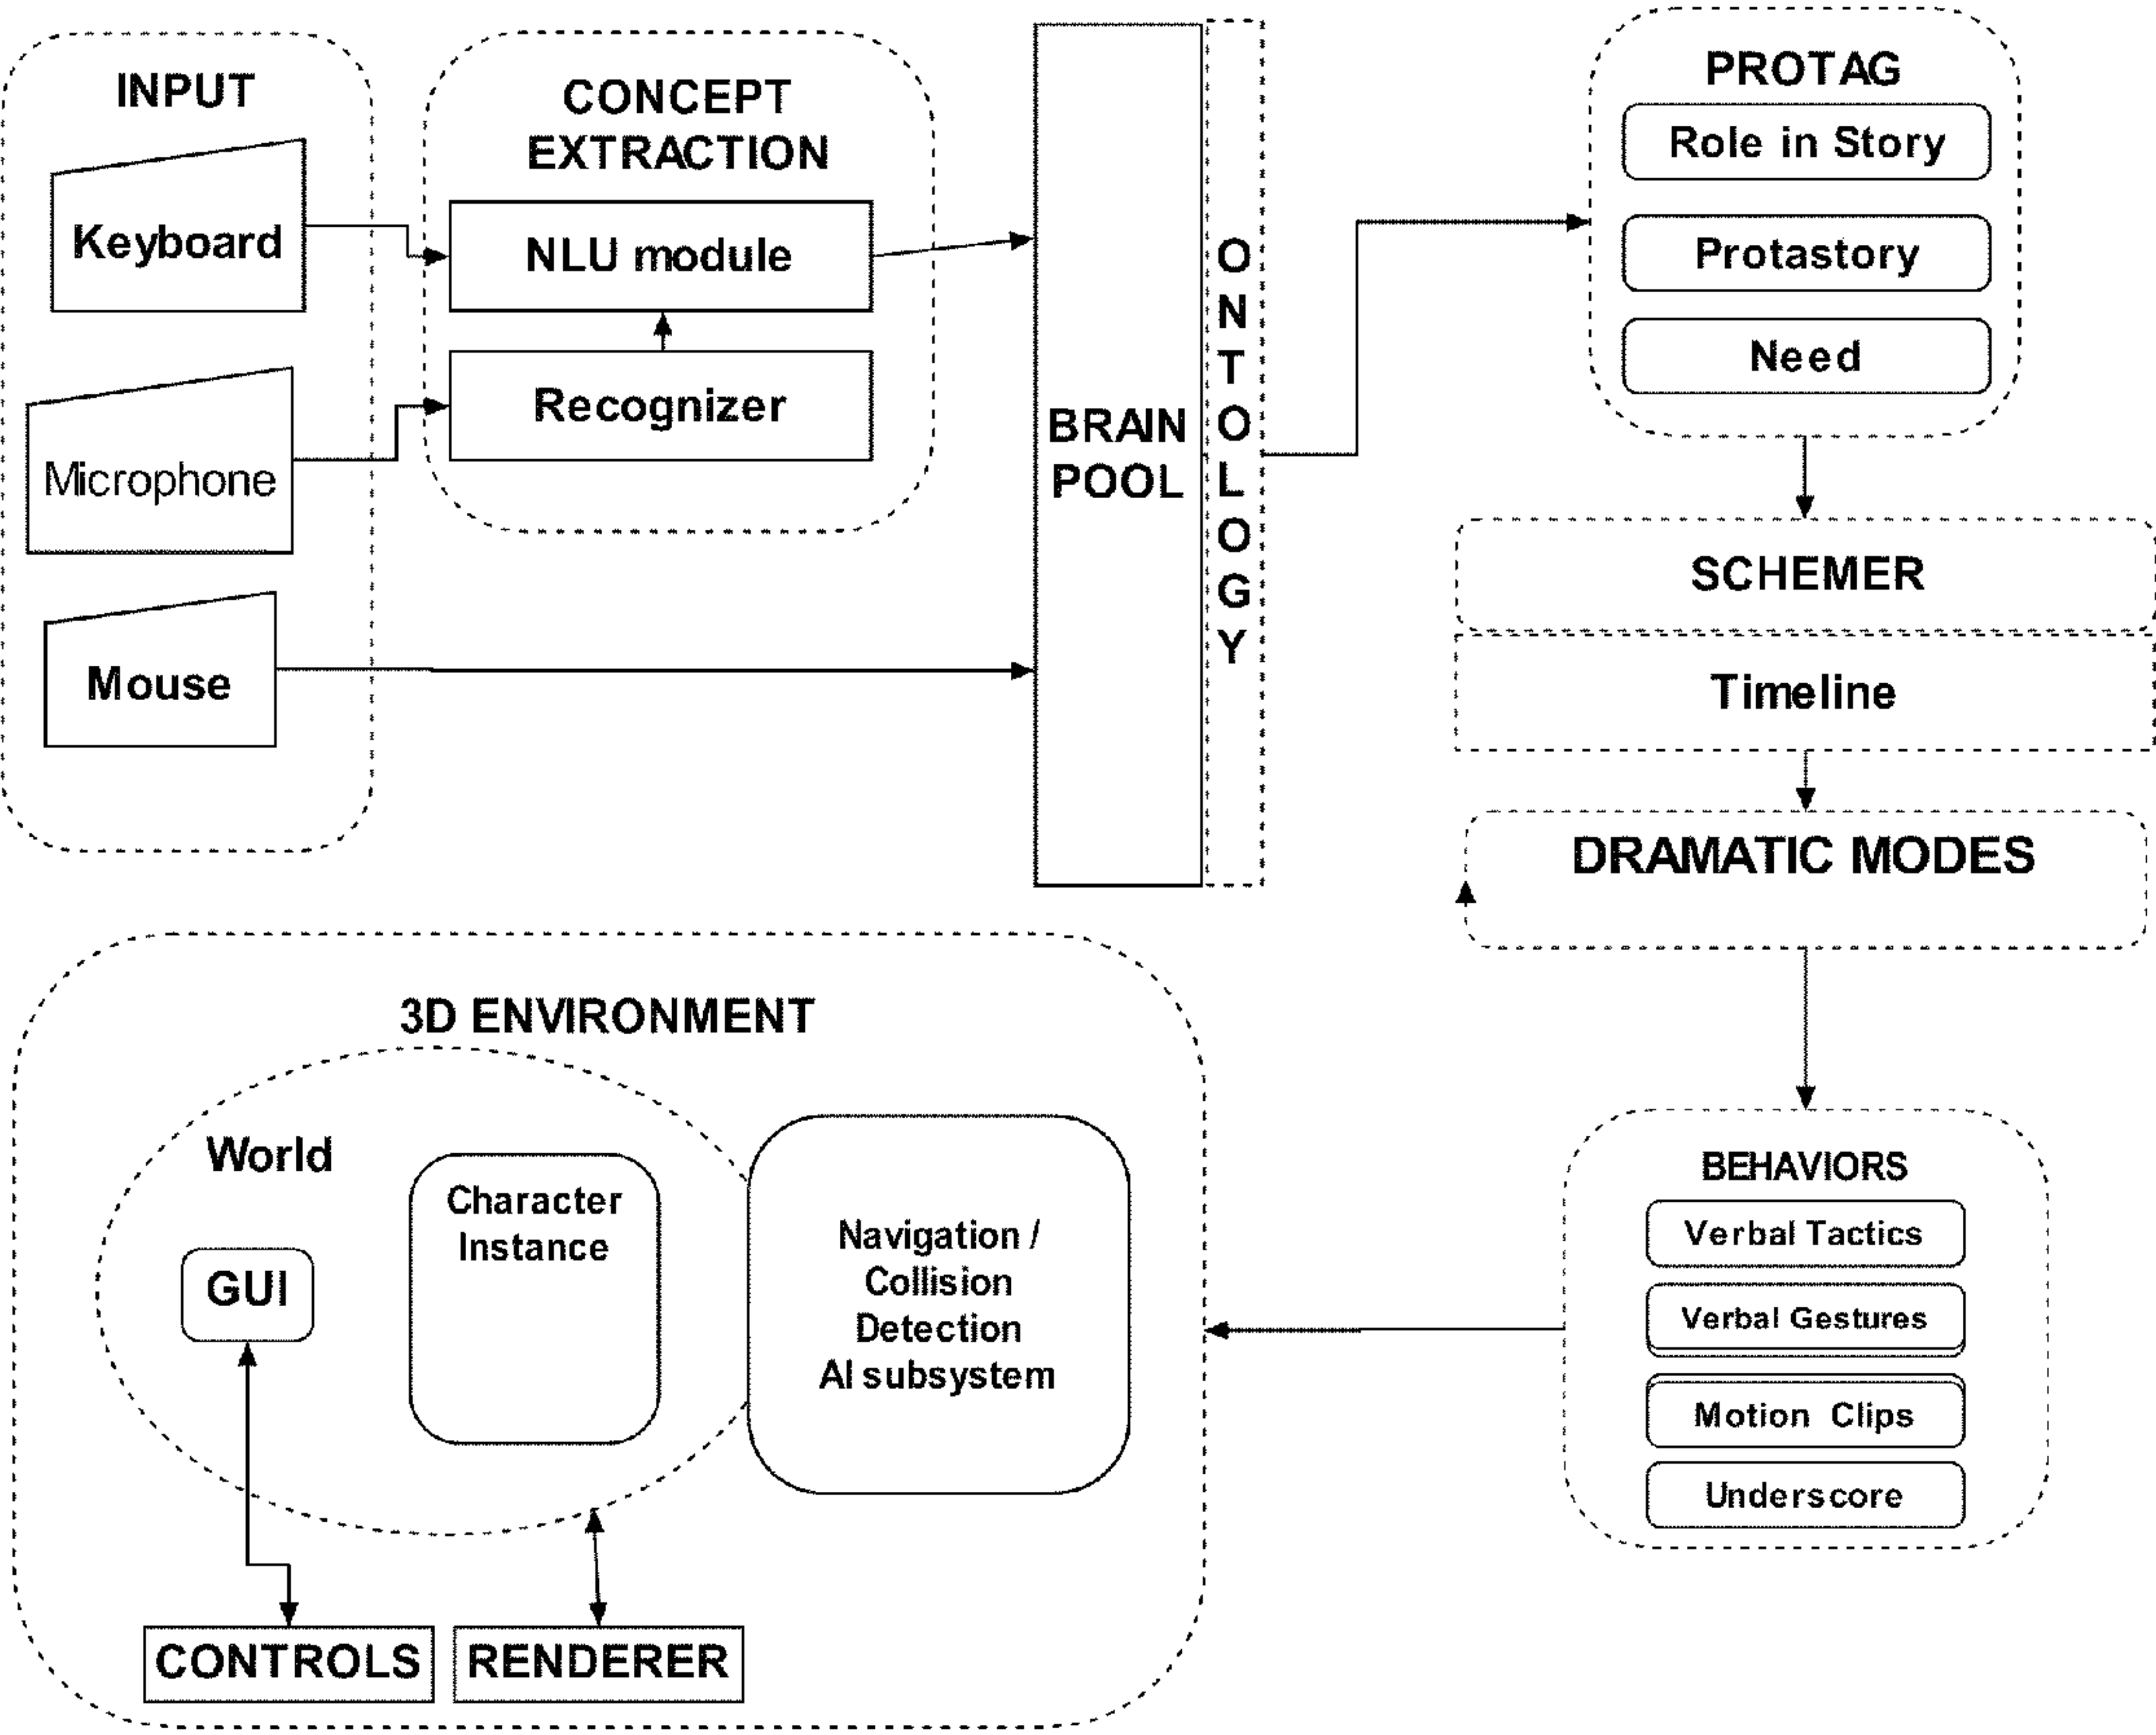 INPUT
Keyboard
Microphone
Mouse
CONCEPT
EXTRACTION
NLU module
Recognizer
BRAIN
POOL
O
N
T
O
L
O
G
Y
PROTAG
Role in Story
Protastory
Need
SCHEMER
Timeline
DRAMATIC MODES
BEHAVIORS
Verbal Tactics
Verbal Gestures
Motion Clips
Underscore
3D ENVIRONMENT
World
GUI
Character
Instance
Navigation /
Collision
Detection
AI subsystem
CONTROLS
RENDERER